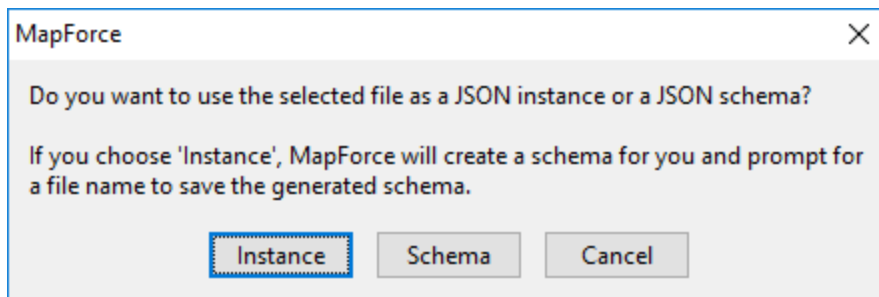 MapForce
Do you want to use the selected file as a JSON instance or a JSON schema?
If you choose 'Instance', MapForce will create a schema for you and prompt for
a file name to save the generated schema.
Instance Schema Cancel